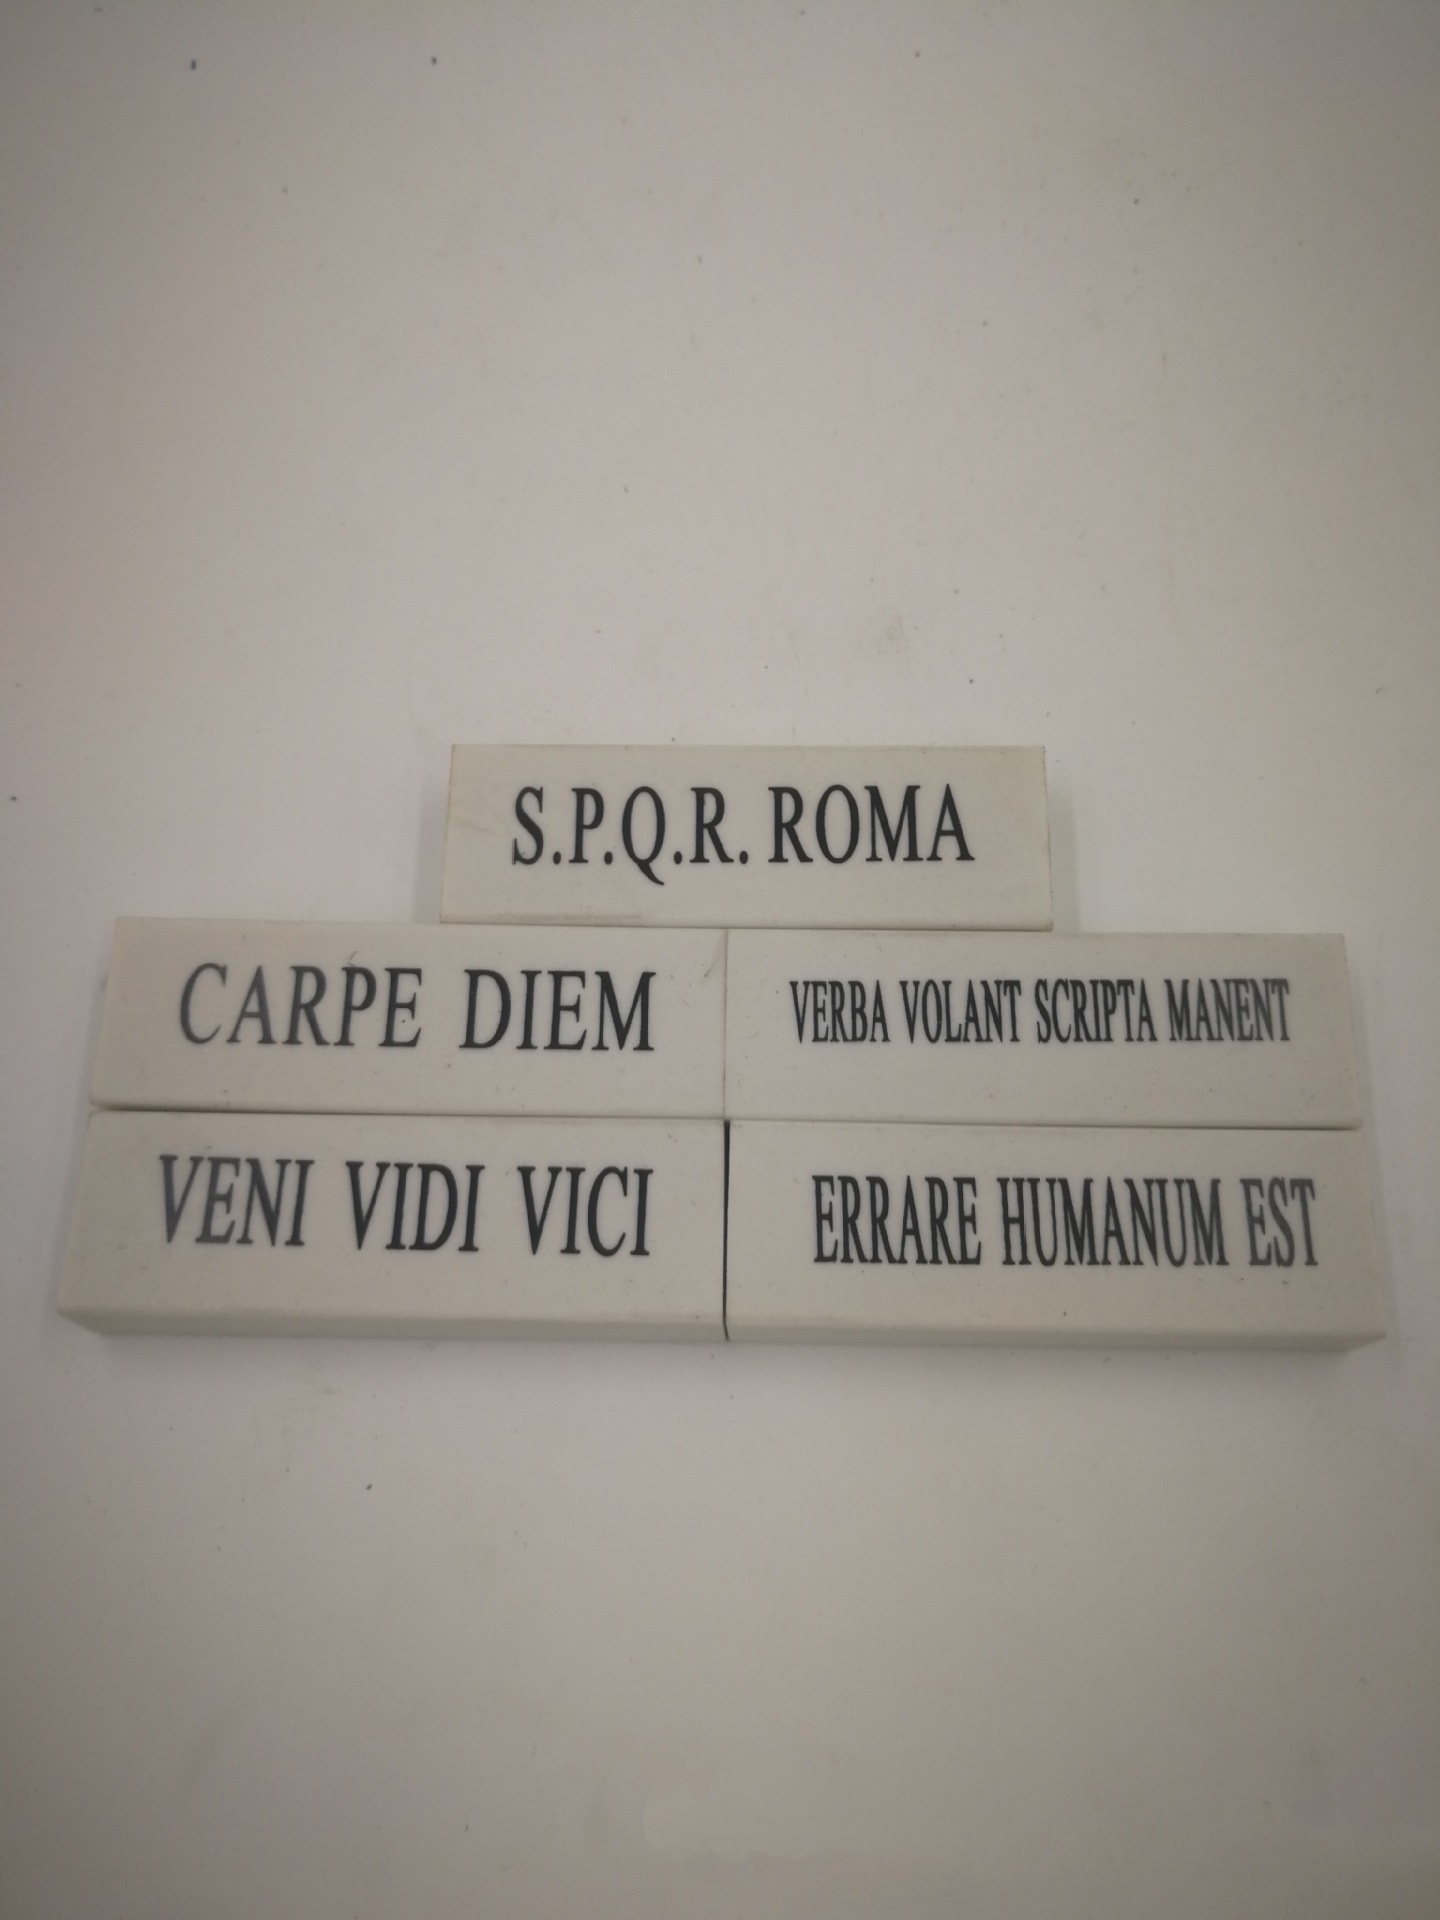 S.P.Q.R. ROMA
CARPE DIEM
VERBA VOLANT SCRIPTA MANENT
VENI VIDI VICI
ERRARE HUMANUM EST